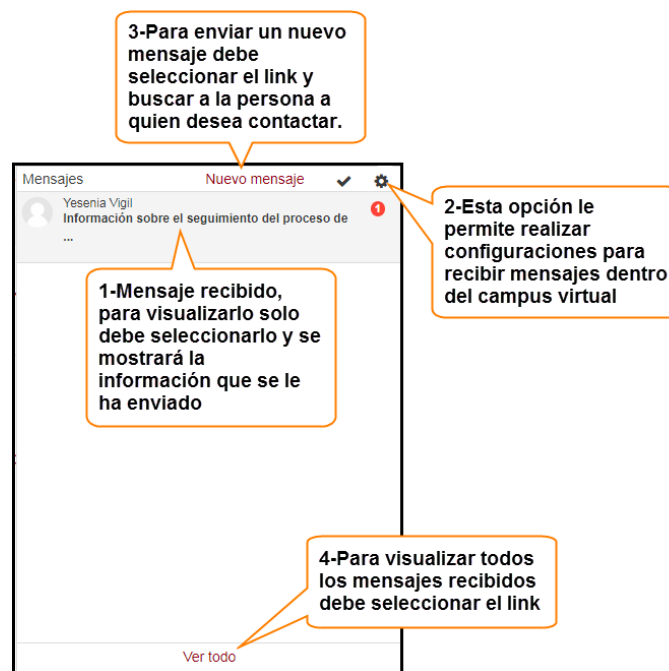 3-Para enviar un nuevo
mensaje debe
seleccionar el link y
buscar a la persona a
quien desea contactar.
Mensajes
Nuevo mensaje
Yesenia Vigil
Información sobre el seguimiento del proceso de
...
1
2-Esta opción le
permite realizar
configuraciones para
recibir mensajes dentro
del campus virtual
1-Mensaje recibido,
para visualizarlo solo
debe seleccionarlo y se
mostrará la
información que se le
ha enviado
4-Para visualizar todos
los mensajes recibidos
debe seleccionar el link
Ver todo